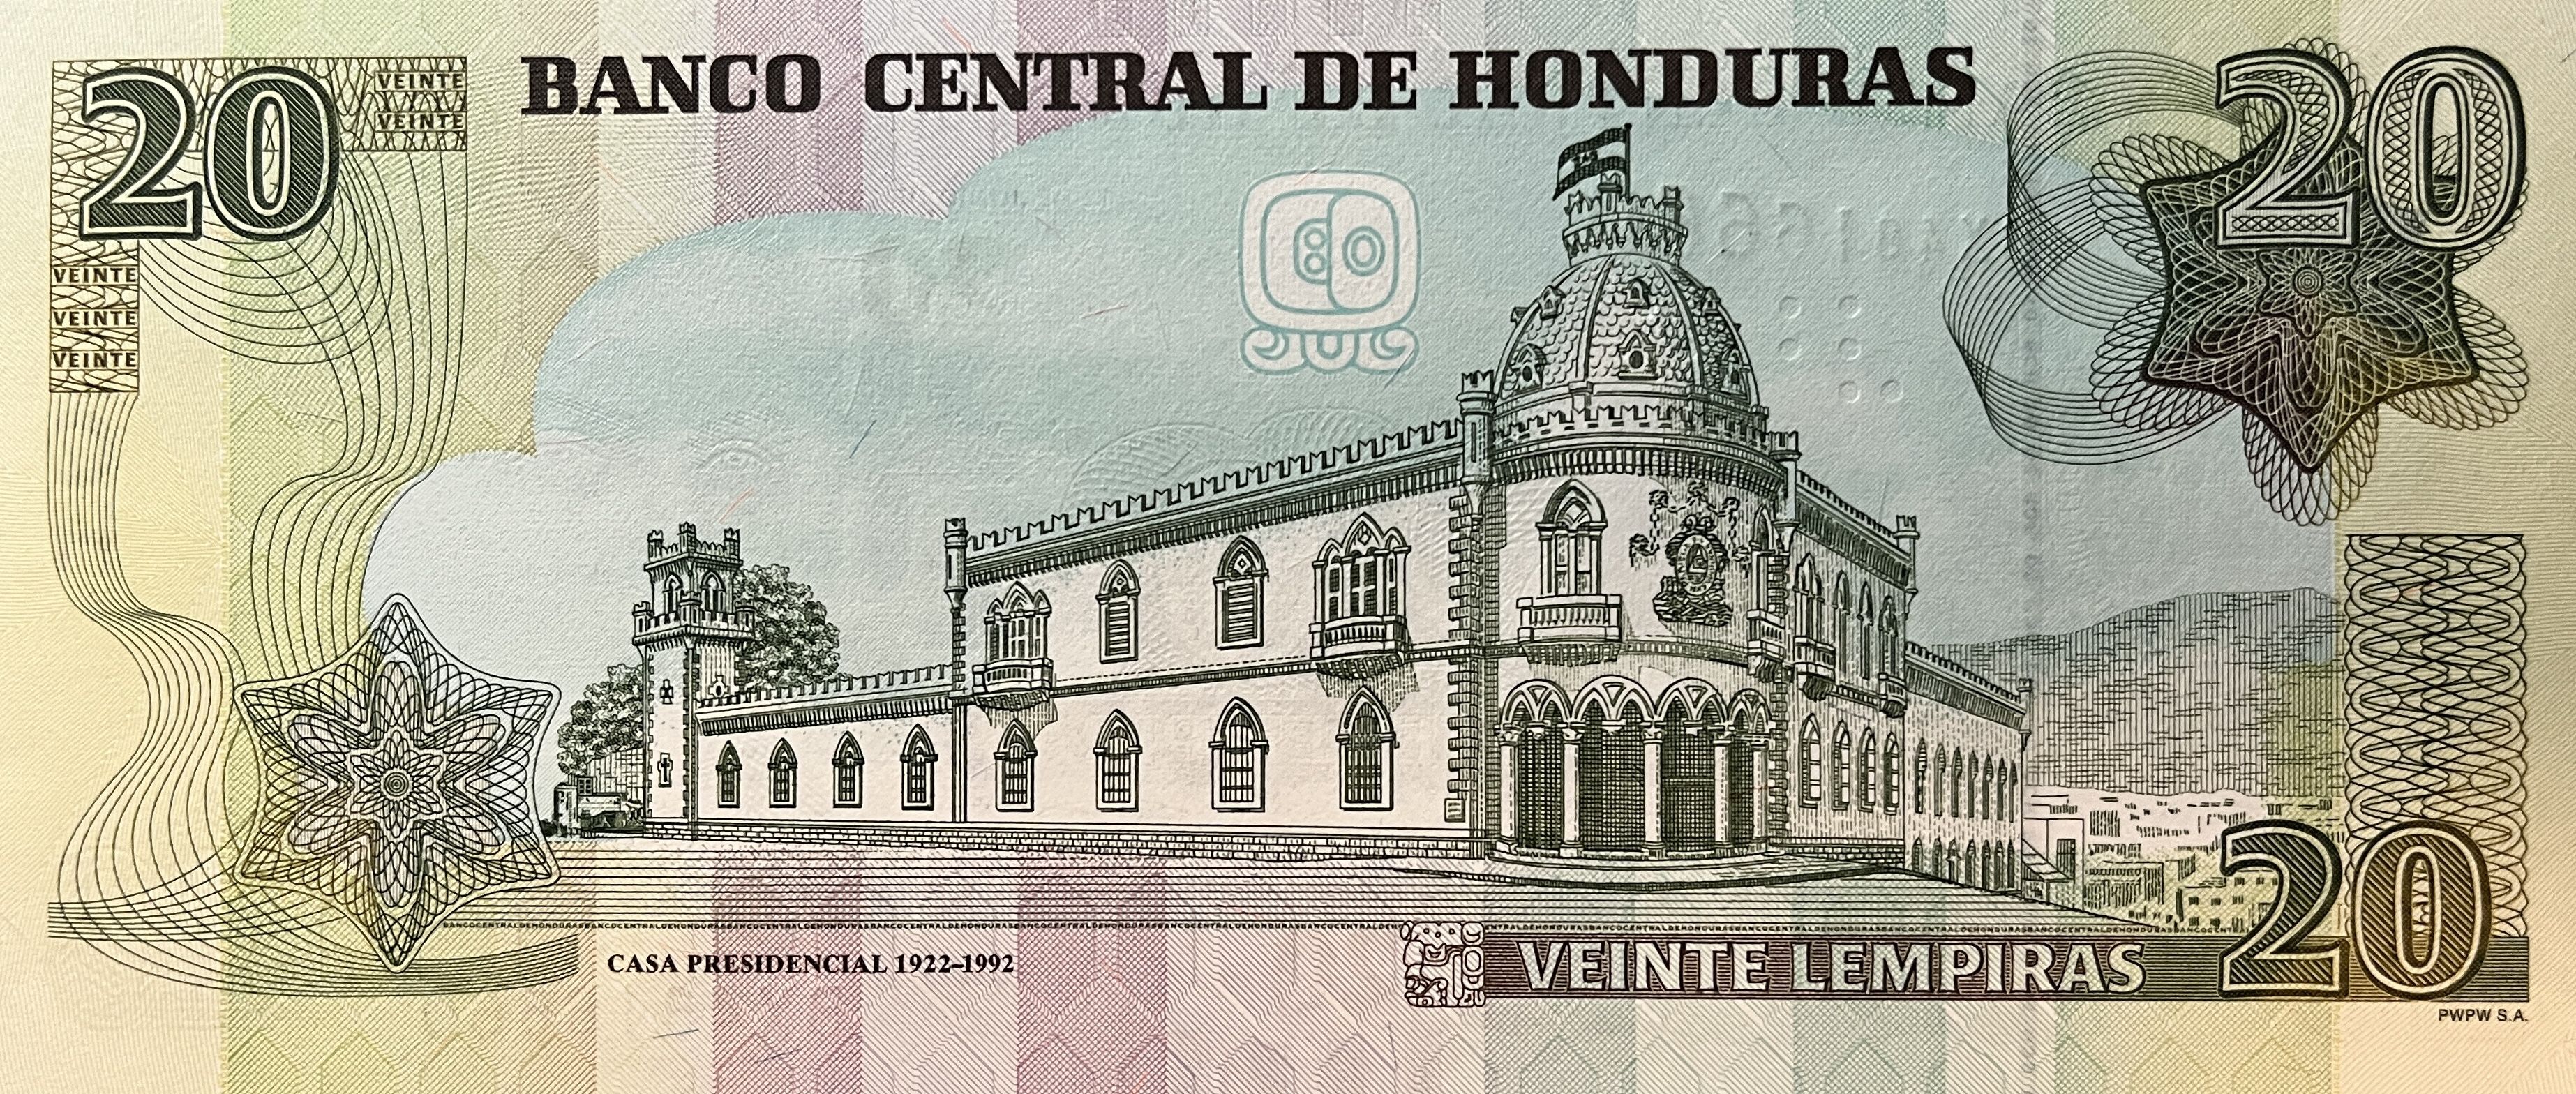 BANCO CENTRAL DE HONDURAS
20
VEINTE
VEINTE
20
VEINTE
VEINTE
VEINTE
CASA PRESIDENCIAL 1922–1992
VEINTE LEMPIRAS
20
PWPW S.A.